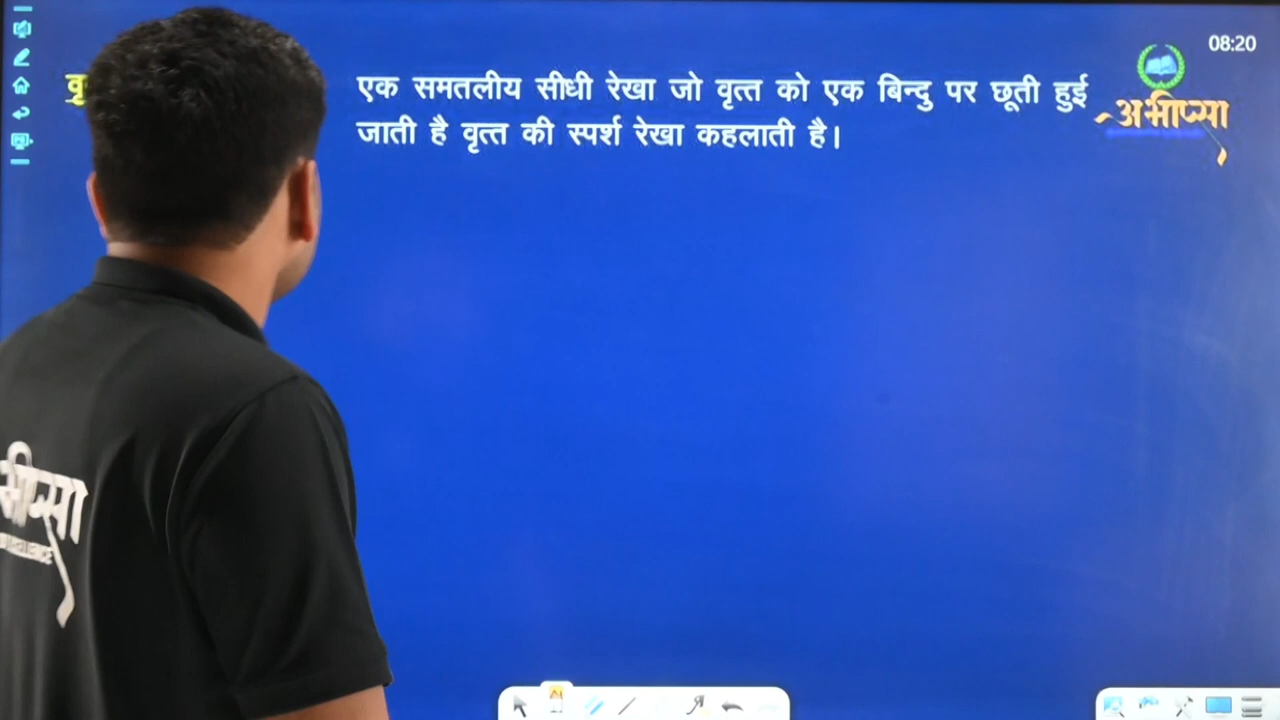 08:20
एक समतलीय सीधी रेखा जो वृत्त को एक बिन्दु पर छूती हुई
जाती है वृत्त की स्पर्श रेखा कहलाती है।
अभीप्सा